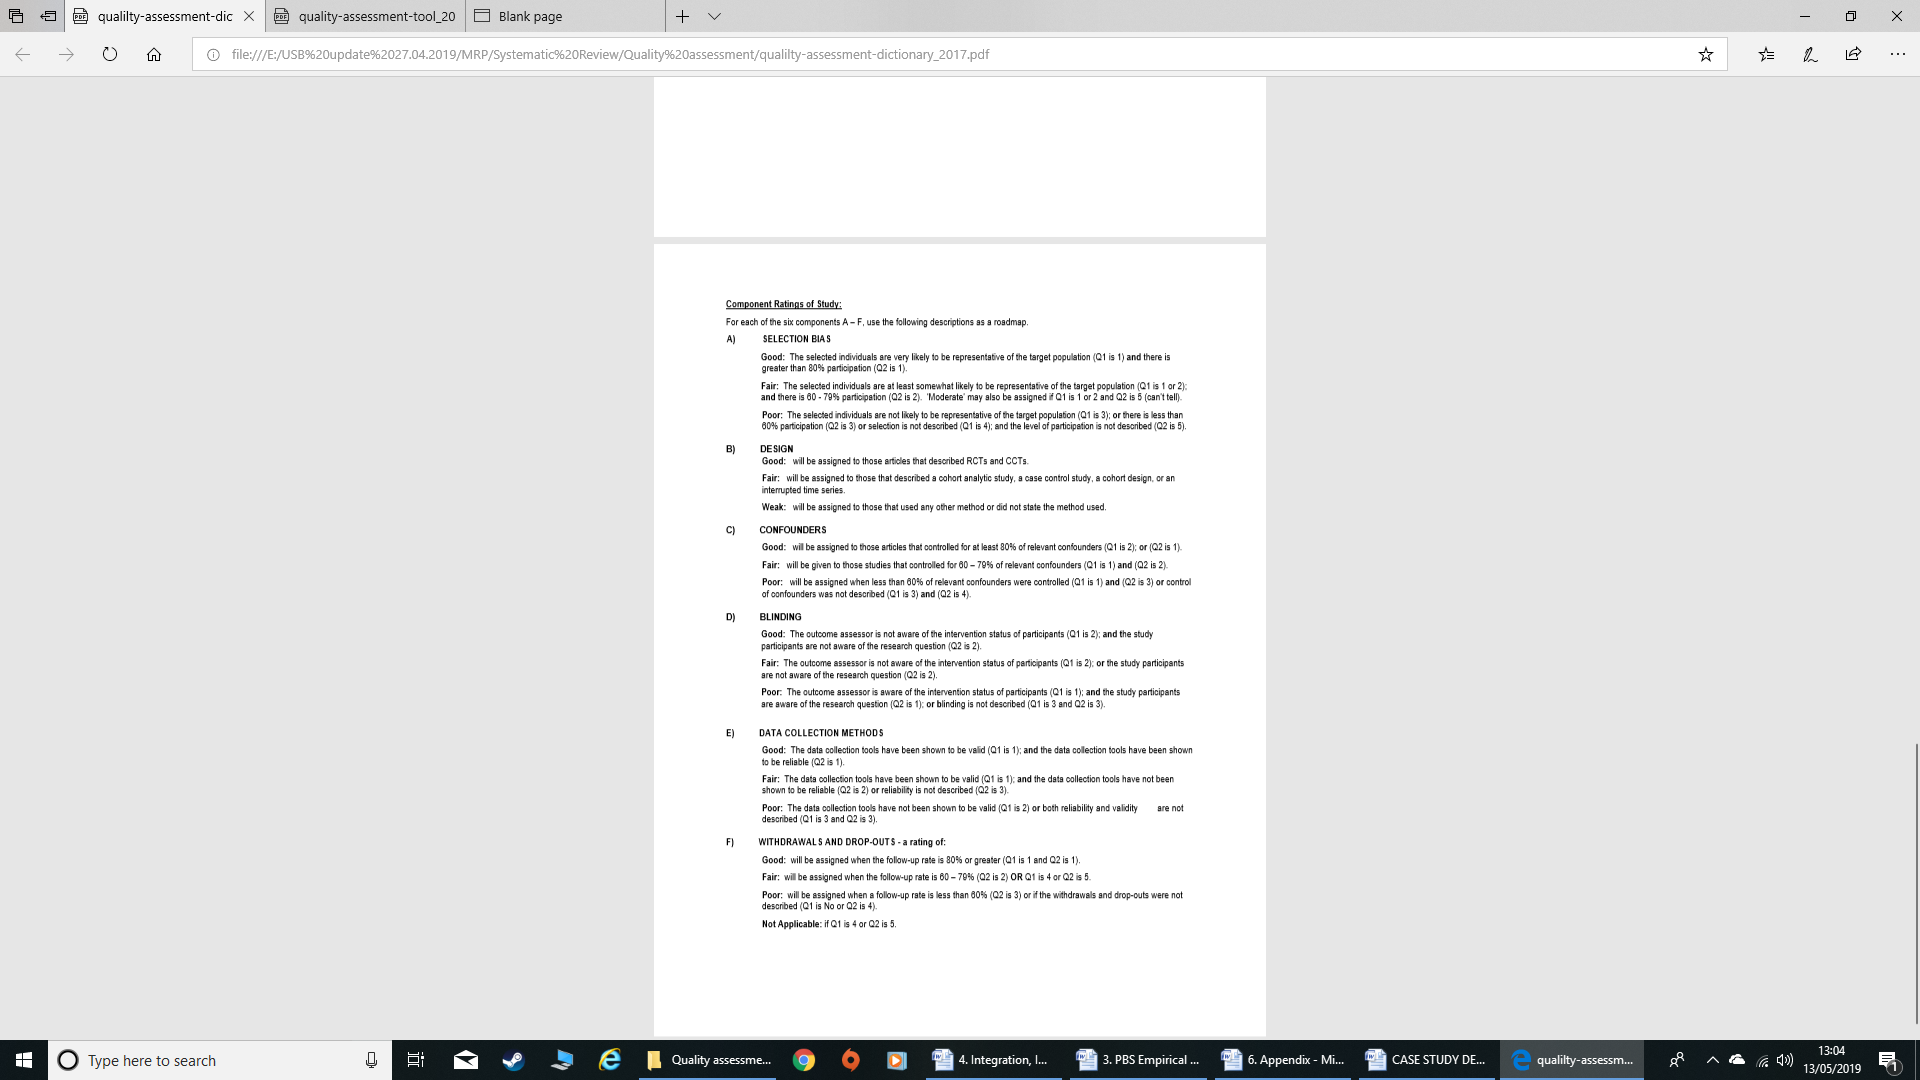 qualilty-assessment-dic
quality-assessment-tool_20
Blank page
file:///E:/USB%20update%2027.04.2019/MRP/Systematic%20Review/Quality%20assessment/qualilty-assessment-dictionary_2017.pdf
Component Ratings of Study:
For each of the six components A – F, use the following descriptions as a roadmap.
A) SELECTION BIAS
Good: The selected individuals are very likely to be representative of the target population (Q1 is 1) and there is
greater than 80% participation (Q2 is 1).
Fair: The selected individuals are at least somewhat likely to be representative of the target population (Q1 is 1 or 2);
and there is 60 - 79% participation (Q2 is 2). 'Moderate' may also be assigned if Q1 is 1 or 2 and Q2 is 5 (can't tell).
Poor: The selected individuals are not likely to be representative of the target population (Q1 is 3); or there is less than
60% participation (Q2 is 3) or selection is not described (Q1 is 4); and the level of participation is not described (Q2 is 5).
B) DESIGN
Good: will be assigned to those articles that described RCTs and CCTs.
Fair: will be assigned to those that described a cohort analytic study, a case control study, a cohort design, or an
interrupted time series.
Weak: will be assigned to those that used any other method or did not state the method used.
C) CONFOUNDERS
Good: will be assigned to those articles that controlled for at least 80% of relevant confounders (Q1 is 2); or (Q2 is 1).
Fair: will be given to those studies that controlled for 60 – 79% of relevant confounders (Q1 is 1) and (Q2 is 2).
Poor: will be assigned when less than 60% of relevant confounders were controlled (Q1 is 1) and (Q2 is 3) or control
of confounders was not described (Q1 is 3) and (Q2 is 4).
D) BLINDING
Good: The outcome assessor is not aware of the intervention status of participants (Q1 is 2); and the study
participants are not aware of the research question (Q2 is 2).
Fair: The outcome assessor is not aware of the intervention status of participants (Q1 is 2); or the study participants
are not aware of the research question (Q2 is 2).
Poor: The outcome assessor is aware of the intervention status of participants (Q1 is 1); and the study participants
are aware of the research question (Q2 is 1); or blinding is not described (Q1 is 3 and Q2 is 3).
E) DATA COLLECTION METHODS
Good: The data collection tools have been shown to be valid (Q1 is 1); and the data collection tools have been shown
to be reliable (Q2 is 1).
Fair: The data collection tools have been shown to be valid (Q1 is 1); and the data collection tools have not been
shown to be reliable (Q2 is 2) or reliability is not described (Q2 is 3).
Poor: The data collection tools have not been shown to be valid (Q1 is 2) or both reliability and validity are not
described (Q1 is 3 and Q2 is 3).
F) WITHDRAWALS AND DROP-OUTS - a rating of:
Good: will be assigned when the follow-up rate is 80% or greater (Q1 is 1 and Q2 is 1).
Fair: will be assigned when the follow-up rate is 60 – 79% (Q2 is 2) OR Q1 is 4 or Q2 is 5.
Poor: will be assigned when a follow-up rate is less than 60% (Q2 is 3) or if the withdrawals and drop-outs were not
described (Q1 is No or Q2 is 4).
Not Applicable: if Q1 is 4 or Q2 is 5.
Type here to search
Quality assessme...
4. Integration, I...
3. PBS Empirical ...
6. Appendix - Mi...
CASE STUDY DE...
qualilty-assessm...
13:04
13/05/2019
1